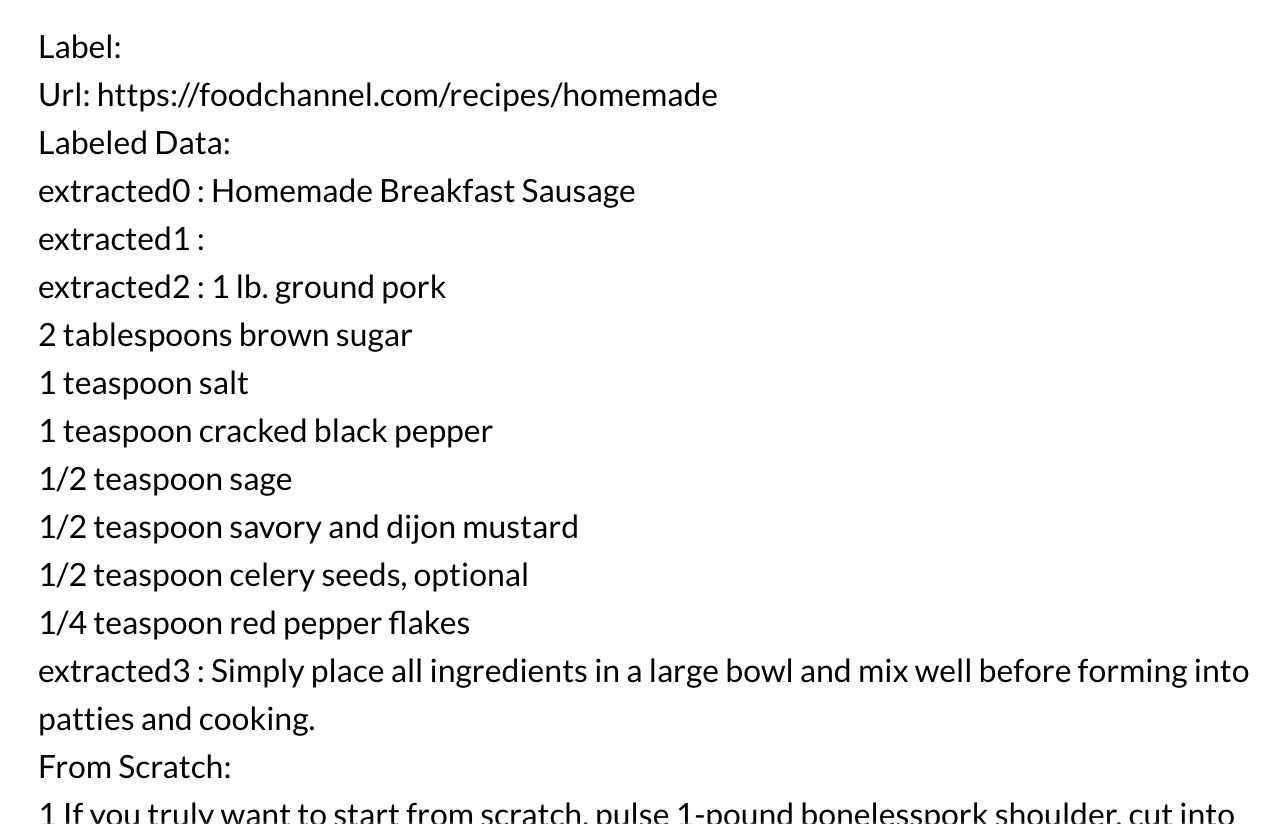 Label:
Url: https://foodchannel.com/recipes/homemade
Labeled Data:
extracted0 : Homemade Breakfast Sausage
extracted1 :
extracted2 : 1 lb. ground pork
2 tablespoons brown sugar
1 teaspoon salt
1 teaspoon cracked black pepper
1/2 teaspoon sage
1/2 teaspoon savory and dijon mustard
1/2 teaspoon celery seeds, optional
1/4 teaspoon red pepper flakes
extracted3 : Simply place all ingredients in a large bowl and mix well before forming into
patties and cooking.
From Scratch:
1 If you truly want to start from scratch, pulse 1-pound bonelesspork shoulder, cut into